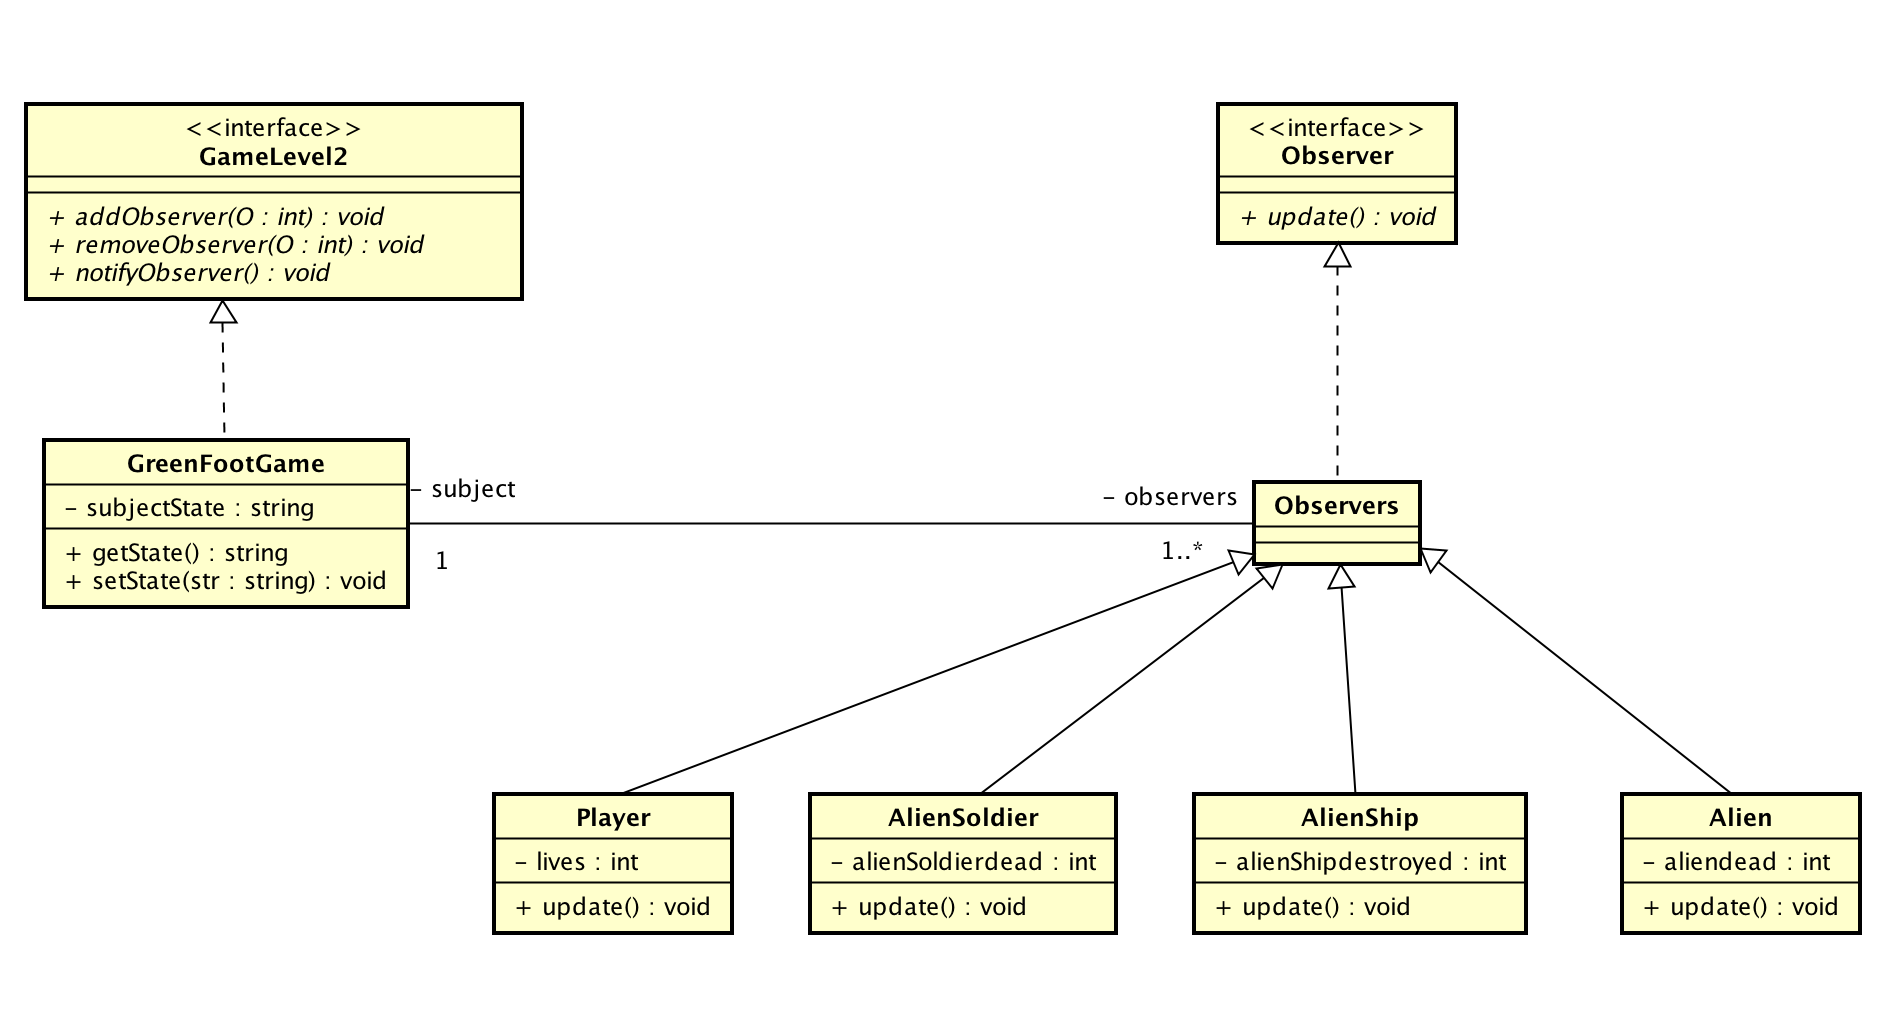 <<interface>>
GameLevel2
+ addObserver(O : int) : void
+ removeObserver(O : int) : void
+ notifyObserver() : void
<<interface>>
Observer
+ update() : void
GreenFootGame
- subjectState : string
+ getState() : string
+ setState(str : string) : void
- subject
1
- observers
1..*
Observers
Player
- lives : int
+ update() : void
AlienSoldier
- alienSoldierdead : int
+ update() : void
AlienShip
- alienShipdestroyed : int
+ update() : void
Alien
- aliendead : int
+ update() : void